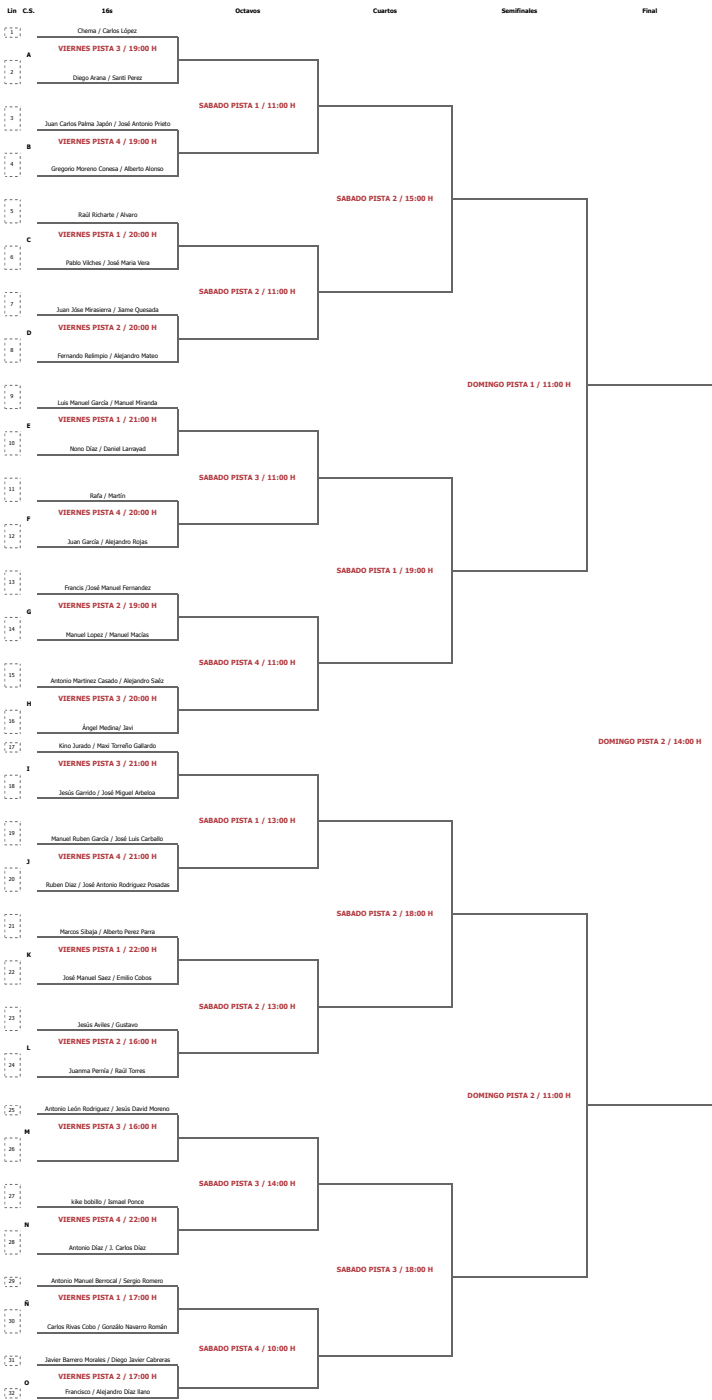 Lin C.S. 16s Octavos Cuartos Semifinales Final
1 Chema / Carlos López
VIERNES PISTA 3 / 19:00 H
A
2 Diego Arana / Santi Perez
SABADO PISTA 1 / 11:00 H
3 Juan Carlos Palma Japón / José Antonio Prieto
VIERNES PISTA 4 / 19:00 H
B
4 Gregorio Moreno Conesa / Alberto Alonso
SABADO PISTA 2 / 15:00 H
5 Raúl Richarte / Alvaro
VIERNES PISTA 1 / 20:00 H
C
6 Pablo Vilches / José Maria Vera
SABADO PISTA 2 / 11:00 H
7 Juan Jóse Mirasierra / Jiame Quesada
VIERNES PISTA 2 / 20:00 H
D
8 Fernando Relimpio / Alejandro Mateo
DOMINGO PISTA 1 / 11:00 H
9 Luis Manuel García / Manuel Miranda
VIERNES PISTA 1 / 21:00 H
E
10 Nono Díaz / Daniel Larrayad
SABADO PISTA 3 / 11:00 H
11 Rafa / Martín
VIERNES PISTA 4 / 20:00 H
F
12 Juan García / Alejandro Rojas
SABADO PISTA 1 / 19:00 H
13 Francis /José Manuel Fernandez
VIERNES PISTA 2 / 19:00 H
G
14 Manuel Lopez / Manuel Macías
SABADO PISTA 4 / 11:00 H
15 Antonio Martinez Casado / Alejandro Saéz
VIERNES PISTA 3 / 20:00 H
H
16 Ángel Medina/ Javi
DOMINGO PISTA 2 / 14:00 H
17 Kino Jurado / Maxi Torreño Gallardo
VIERNES PISTA 3 / 21:00 H
I
18 Jesús Garrido / José Miguel Arbeloa
SABADO PISTA 1 / 13:00 H
19 Manuel Ruben García / José Luis Carballo
VIERNES PISTA 4 / 21:00 H
J
20 Ruben Diaz / José Antonio Rodriguez Posadas
SABADO PISTA 2 / 18:00 H
21 Marcos Sibaja / Alberto Perez Parra
VIERNES PISTA 1 / 22:00 H
K
22 José Manuel Saez / Emilio Cobos
SABADO PISTA 2 / 13:00 H
23 Jesús Aviles / Gustavo
VIERNES PISTA 2 / 16:00 H
L
24 Juanma Pernía / Raúl Torres
DOMINGO PISTA 2 / 11:00 H
25 Antonio León Rodriguez / Jesús David Moreno
VIERNES PISTA 3 / 16:00 H
M
26
SABADO PISTA 3 / 14:00 H
27 kike bobillo / Ismael Ponce
VIERNES PISTA 4 / 22:00 H
N
28 Antonio Díaz / J. Carlos Díaz
SABADO PISTA 3 / 18:00 H
29 Antonio Manuel Berrocal / Sergio Romero
VIERNES PISTA 1 / 17:00 H
Ñ
30 Carlos Rivas Cobo / Gonzálo Navarro Román
SABADO PISTA 4 / 10:00 H
31 Javier Barrero Morales / Diego Javier Cabreras
VIERNES PISTA 2 / 17:00 H
O
32 Francisco / Alejandro Díaz llano